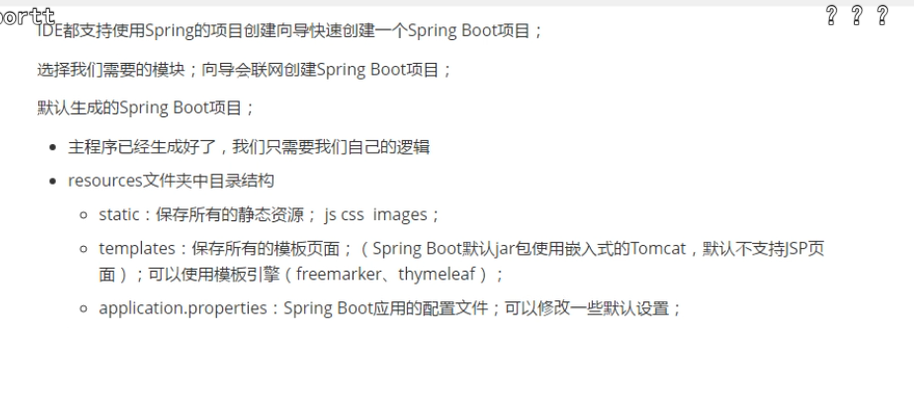 ortt
? ? ?
IDE都支持使用Spring的项目创建向导快速创建一个Spring Boot项目；
选择我们需要的模块；向导会联网创建Spring Boot项目；
默认生成的Spring Boot项目；
主程序已经生成好了，我们只需要我们自己的逻辑
resources文件夹中目录结构
static：保存所有的静态资源； js css images；
templates：保存所有的模板页面；（Spring Boot默认jar包使用嵌入式的Tomcat，默认不支持JSP页
面）；可以使用模板引擎（freemarker、thymeleaf）；
application.properties：Spring Boot应用的配置文件；可以修改一些默认设置；